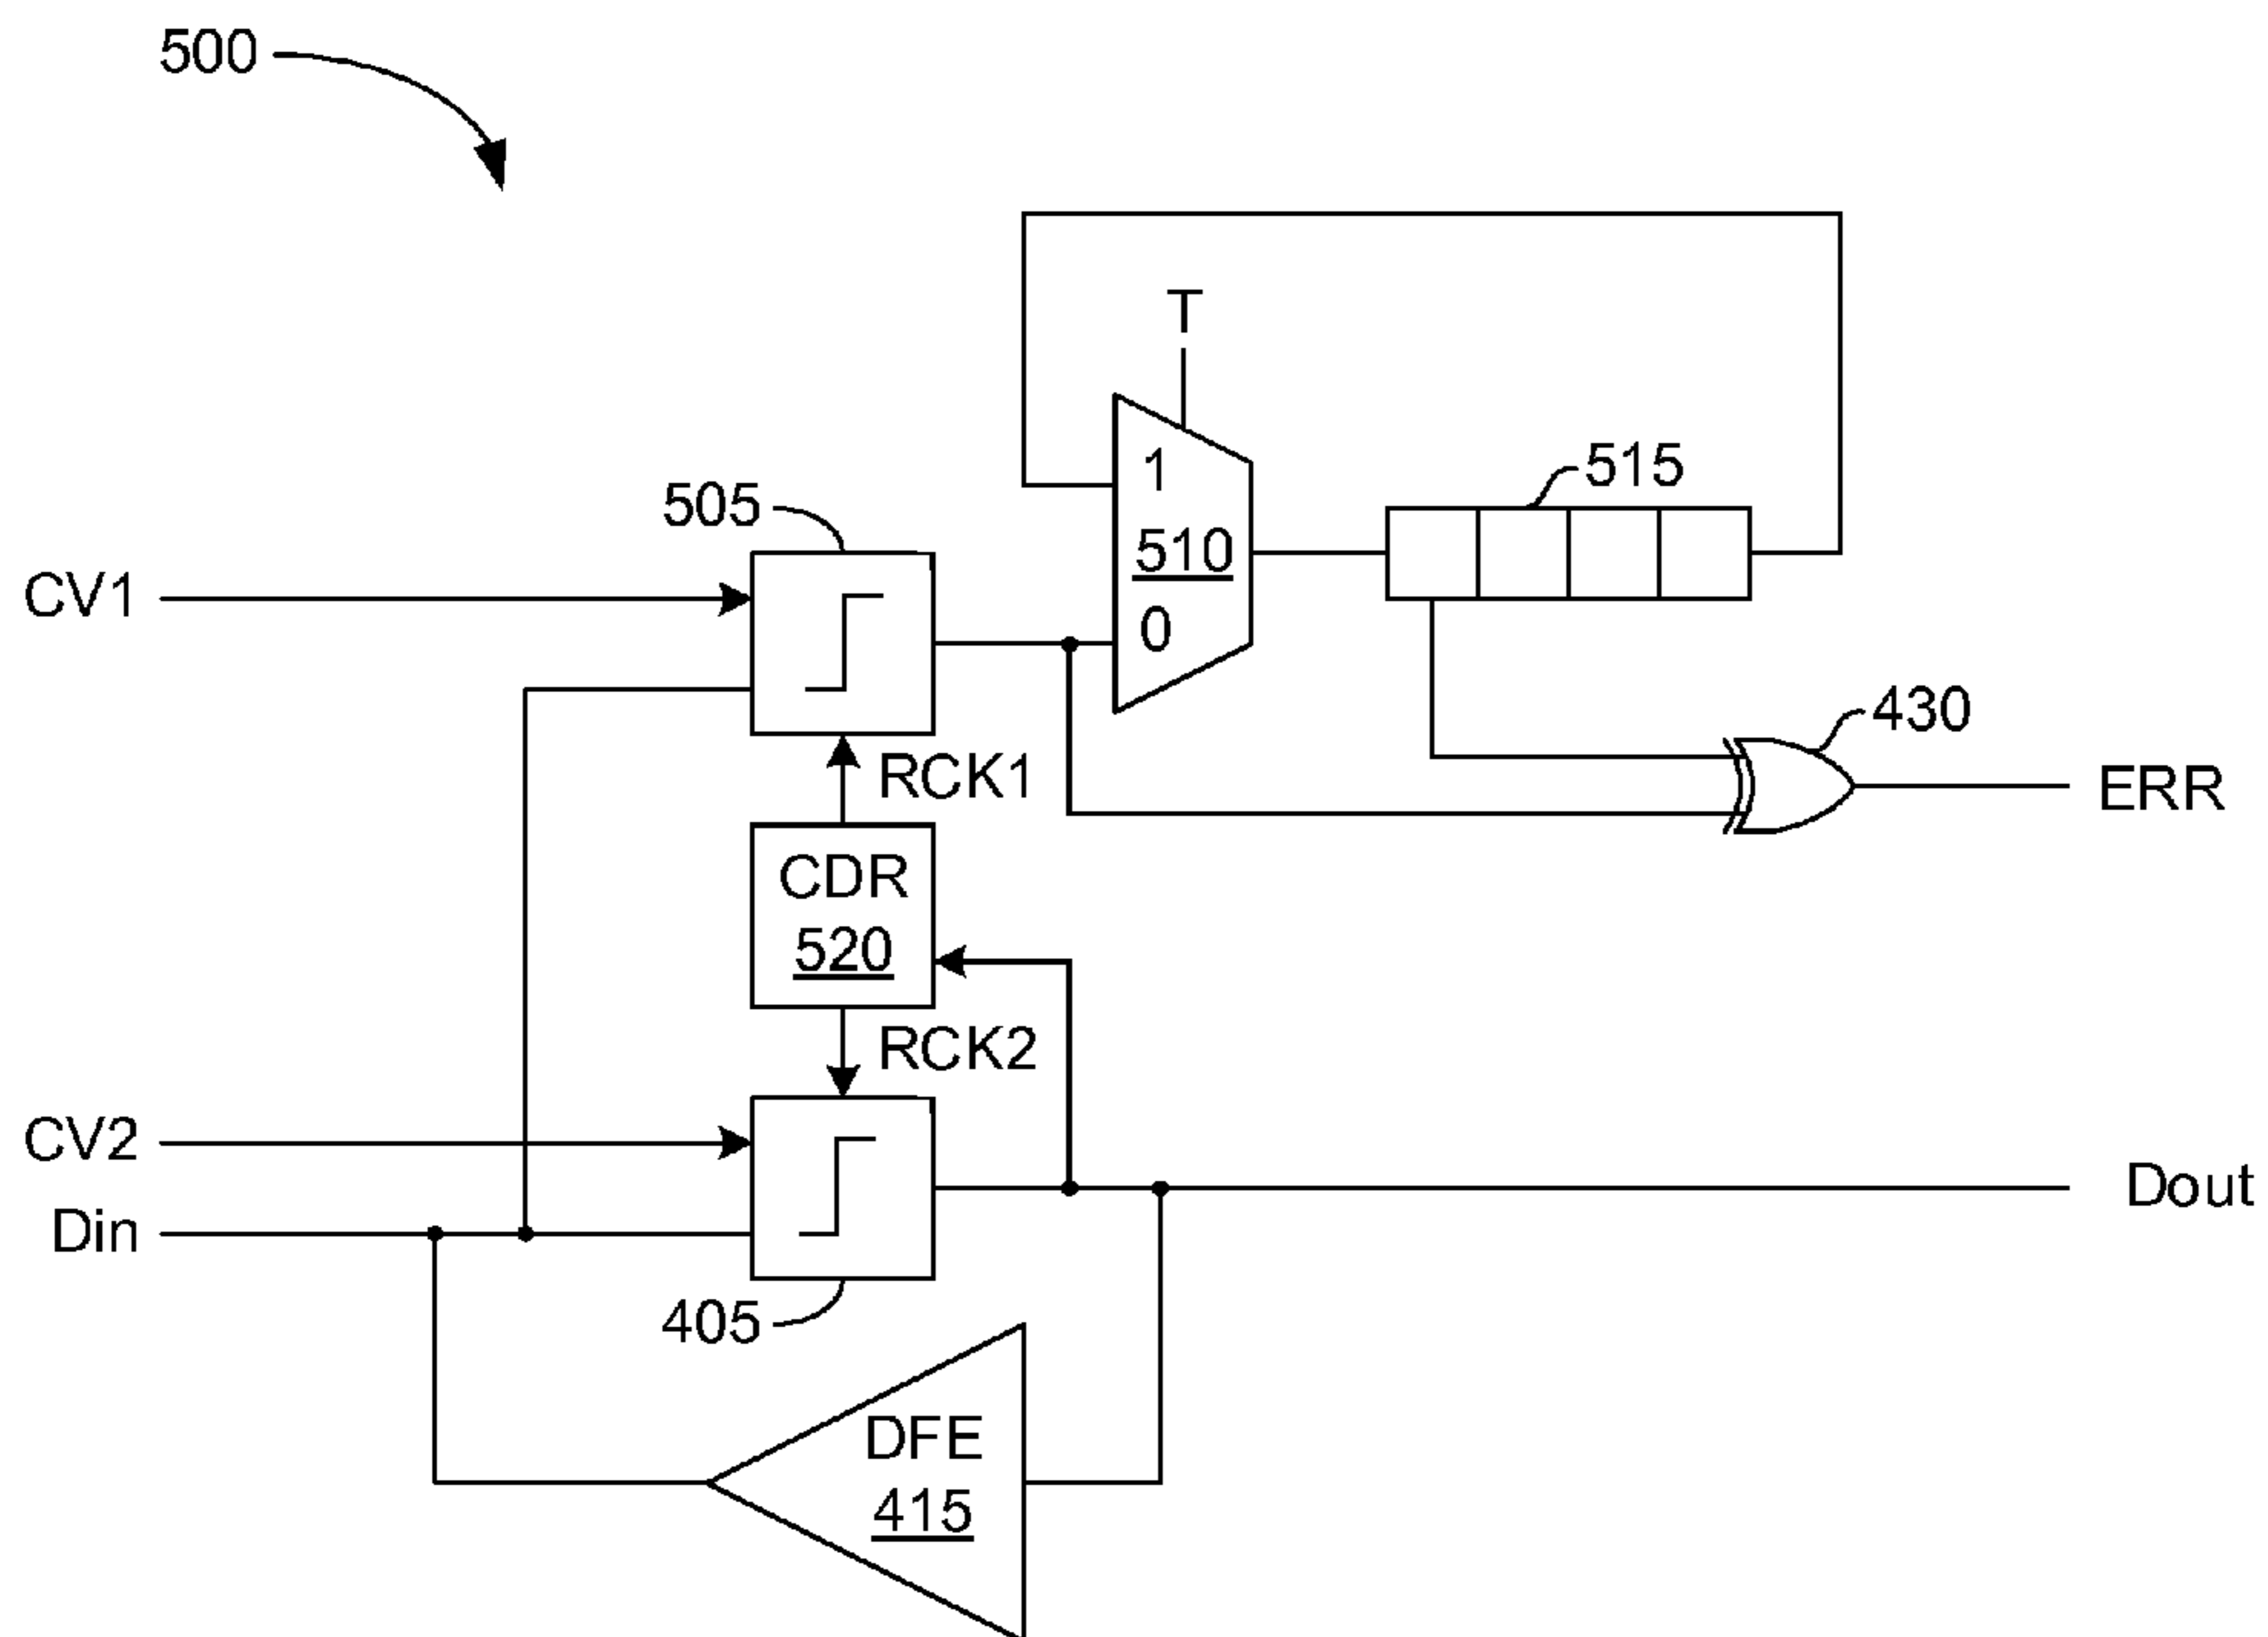 500
T
1
515
505
510
CV1
0
430
RCK1
ERR
CDR
520
RCK2
CV2
Dout
Din
405
DFE
415